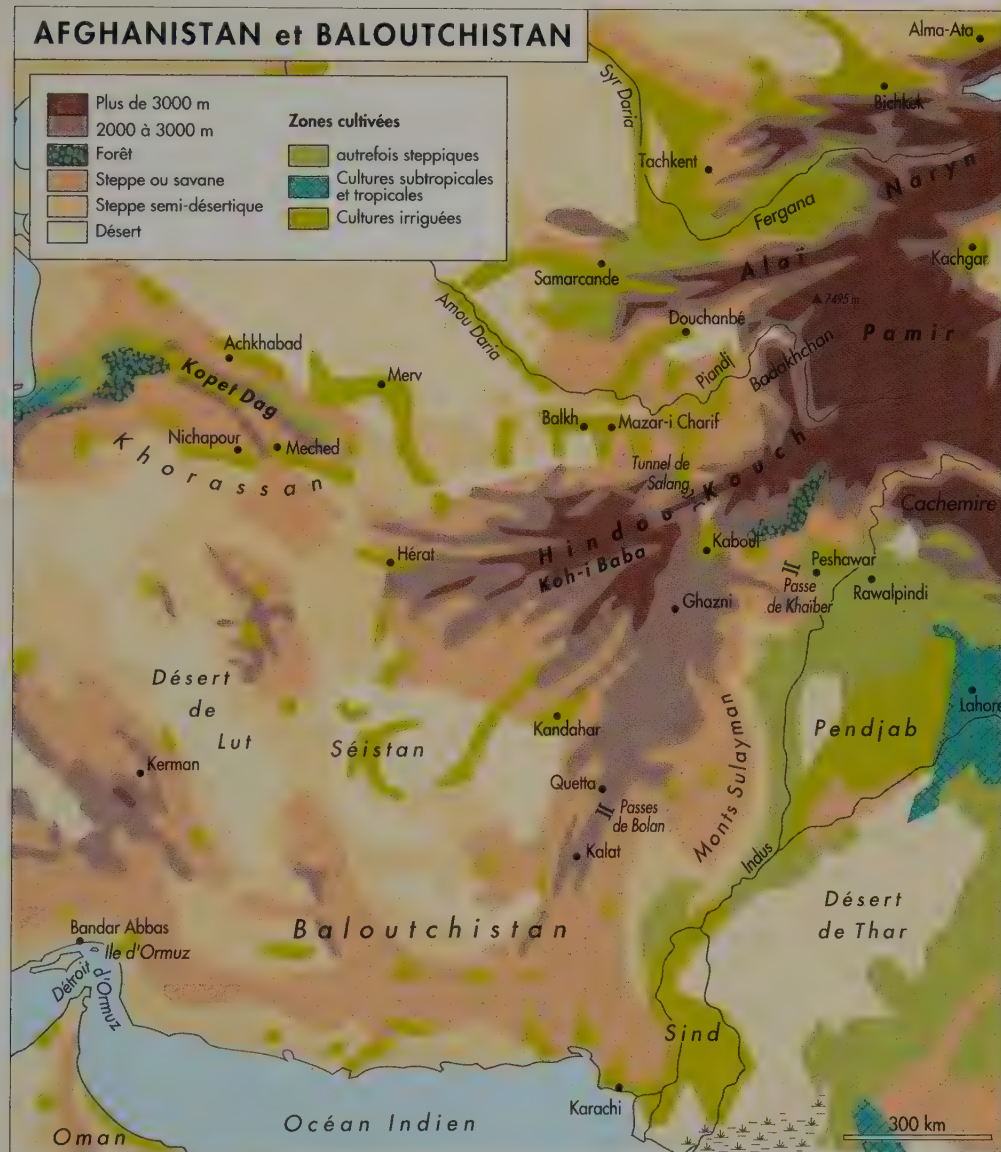 AFGHANISTAN et BALOUTCHISTAN
Plus de 3000 m
2000 à 3000 m
Forêt
Steppe ou savane
Steppe semi-désertique
Désert
Zones cultivées
autrefois steppiques
Cultures subtropicales
et tropicales
Cultures irriguées
Alma-Ata
Syr Daria
Bichkek
Tachkent
Naryn
Fergana
Kachgar
Samarcande
Alaï
7495 m
Amou Daria
Douchanbé
Pamir
Achkhabad
Piandj
Badakhchan
Kopet Dag
Merv
Balkh
Mazar-i Charif
Nichapour
Meched
Khorassan
Tunnel de
Salang
Hindou-Kouch
Cachemire
Hérat
Koh-i Baba
Kaboul
Peshawar
Passe
de Khaiber
Rawalpindi
Ghazni
Désert
de
Lut
Lahore
Kandahar
Séistan
Pendjab
Monts Sulayman
Kerman
Quetta
Passes
de Bolan
Kalat
Indus
Désert
de Thar
Bandar Abbas
Baloutchistan
Ile d'Ormuz
Détroit
d'Ormuz
Sind
Karachi
Océan Indien
Oman
300 km